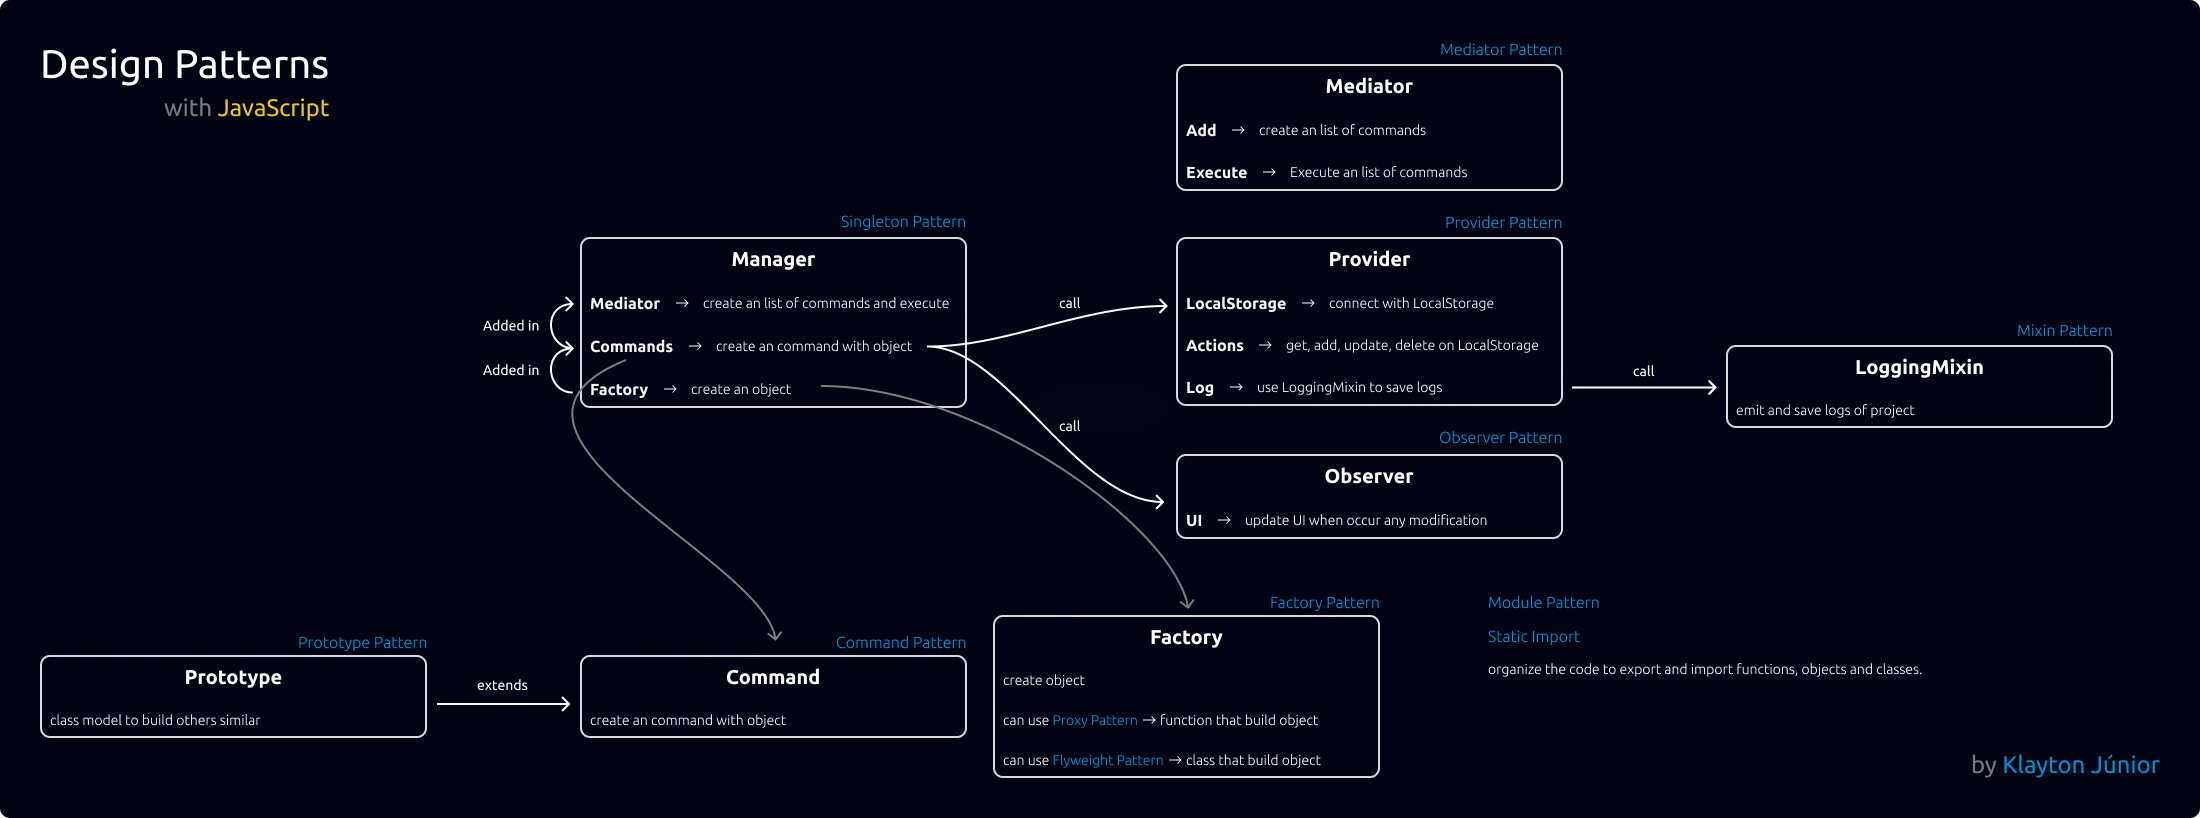 Design Patterns
with JavaScript
Mediator Pattern
Mediator
Add → create an list of commands
Execute → Execute an list of commands
Singleton Pattern
Manager
Mediator → create an list of commands and execute
Commands → create an command with object
Factory → create an object
Added in
Added in
call
call
Provider Pattern
Provider
LocalStorage → connect with LocalStorage
Actions → get, add, update, delete on LocalStorage
Log → use LoggingMixin to save logs
call
Mixin Pattern
LoggingMixin
emit and save logs of project
Observer Pattern
Observer
UI → update UI when occur any modification
Prototype Pattern
Prototype
class model to build others similar
extends
Command Pattern
Command
create an command with object
Factory Pattern
Factory
create object
can use Proxy Pattern → function that build object
can use Flyweight Pattern → class that build object
Module Pattern
Static Import
organize the code to export and import functions, objects and classes.
by Klayton Júnior